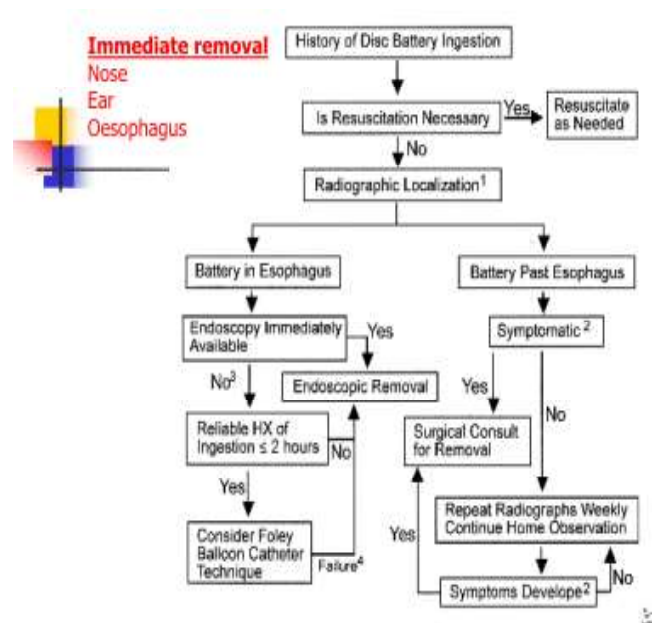 Immediate removal
Nose
Ear
Oesophagus
History of Disc Battery Ingestion
Is Resuscitation Necessary
Yes
Resuscitate
as Needed
No
Radiographic Localization1
Battery in Esophagus
Battery Past Esophagus
Endoscopy Immediately
Available
Yes
Symptomatic 2
No3
Endoscopic Removal
Yes
No
Reliable HX of
Ingestion ≤ 2 hours
No
Surgical Consult
for Removal
Yes
Consider Foley
Balloon Catheter
Technique
Failure4
Repeat Radiographs Weekly
Continue Home Observation
Yes
No
Symptoms Develope2